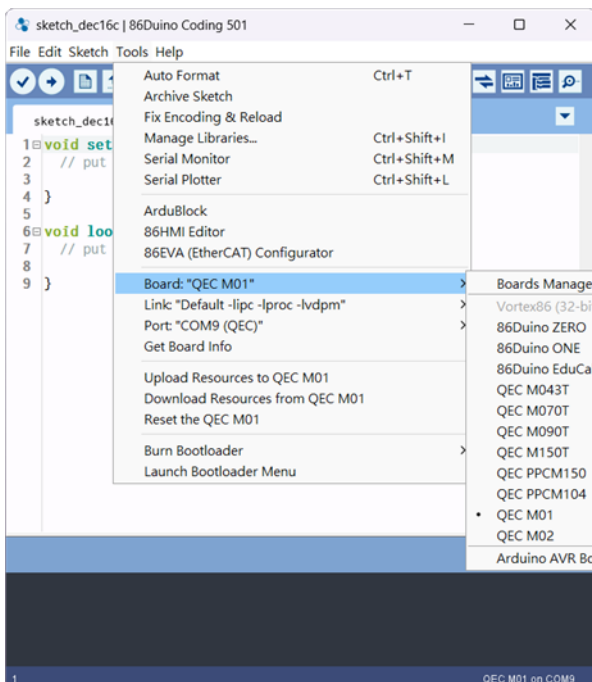 sketch_dec16c | 86Duino Coding 501
File Edit Sketch Tools Help
sketch_dec1
1 void set
2 // put
3
4 }
5
6 void loo
7 // put
8
9 }
Auto Format Ctrl+T
Archive Sketch
Fix Encoding & Reload
Manage Libraries... Ctrl+Shift+I
Serial Monitor Ctrl+Shift+M
Serial Plotter Ctrl+Shift+L
ArduBlock
86HMI Editor
86EVA (EtherCAT) Configurator
Board: "QEC M01"
Link: "Default -lipc -lproc -lvdpm"
Port: "COM9 (QEC)"
Get Board Info
Upload Resources to QEC M01
Download Resources from QEC M01
Reset the QEC M01
Burn Bootloader
Launch Bootloader Menu
Boards Manage
Vortex86 (32-bi
86Duino ZERO
86Duino ONE
86Duino EduCa
QEC M043T
QEC M070T
QEC M090T
QEC M150T
QEC PPCM150
QEC PPCM104
• QEC M01
QEC M02
Arduino AVR Bo
1 QEC M01 on COM9